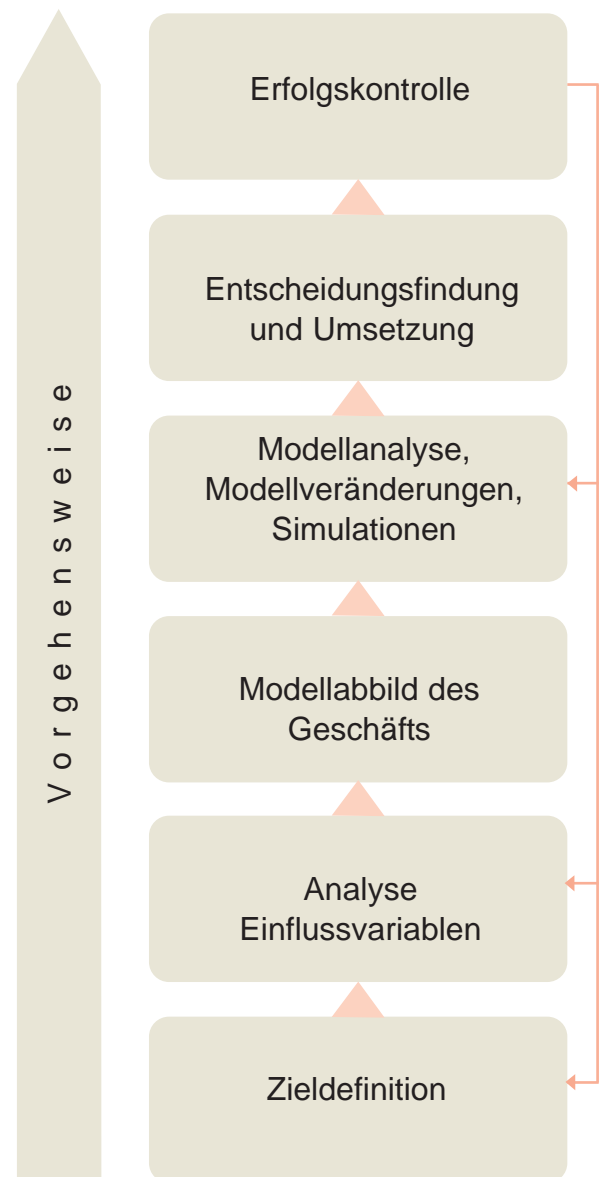 Erfolgskontrolle
Entscheidungsfindung
und Umsetzung
Modellanalyse,
Modellveränderungen,
Simulationen
Modellabbild des
Geschäfts
Analyse
Einflussvariablen
Zieldefinition
Vorgehensweise